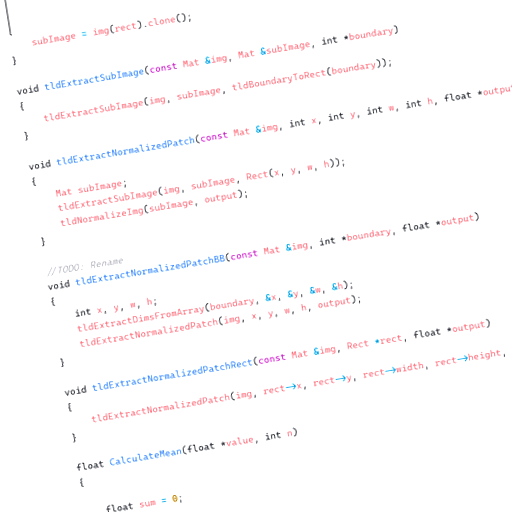 subImage = img(rect).clone();
}
void tldExtractSubImage(const Mat &img, Mat &subImage, int *boundary)
{
tldExtractSubImage(img, subImage, tldBoundaryToRect(boundary));
}
void tldExtractNormalizedPatch(const Mat &img, int x, int y, int w, int h, float *outpu
{
Mat subImage;
tldExtractSubImage(img, subImage, Rect(x, y, w, h));
tldNormalizeImg(subImage, output);
}
//TODO: Rename
void tldExtractNormalizedPatchBB(const Mat &img, int *boundary, float *output)
{
int x, y, w, h;
tldExtractDimsFromArray(boundary, &x, &y, &w, &h);
tldExtractNormalizedPatch(img, x, y, w, h, output);
}
void tldExtractNormalizedPatchRect(const Mat &img, Rect *rect, float *output)
{
tldExtractNormalizedPatch(img, rect->x, rect->y, rect->width, rect->height,
}
float CalculateMean(float *value, int n)
{
float sum = 0;